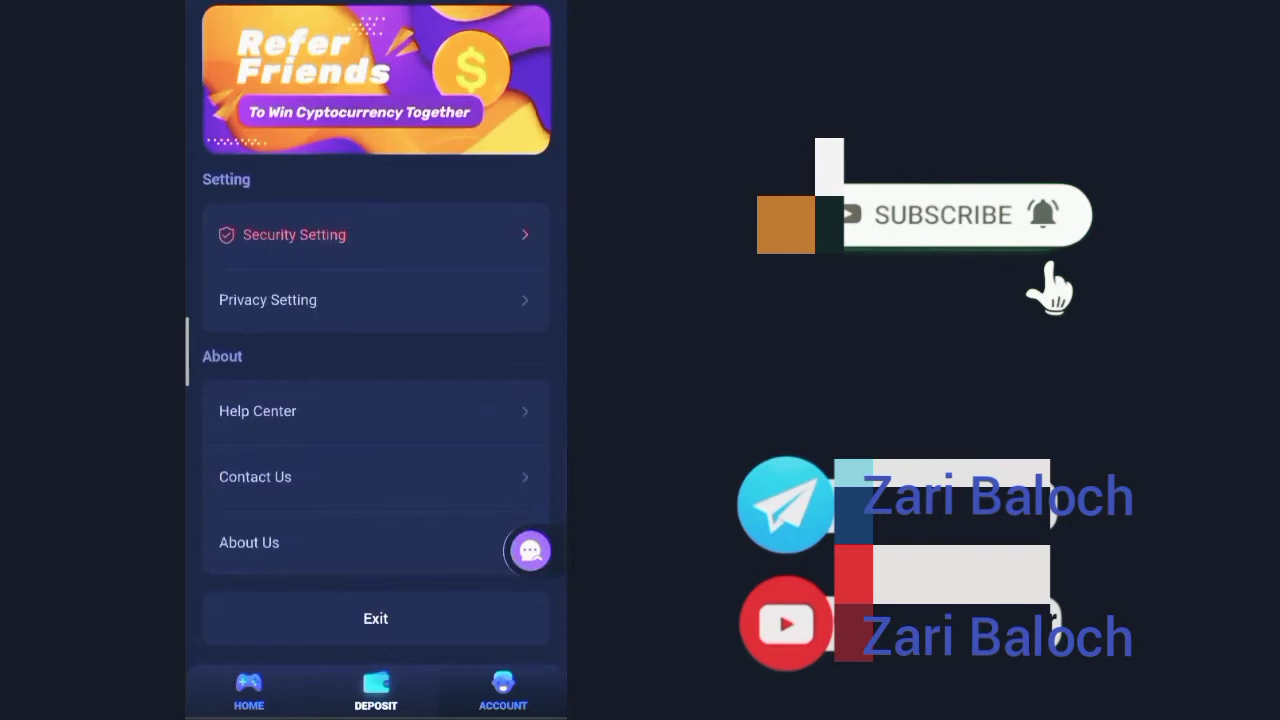 Refer
Friends
To Win Cyptocurrency Together
Setting
Security Setting
Privacy Setting
About
Help Center
Contact Us
About Us
Exit
HOME
DEPOSIT
ACCOUNT
SUBSCRIBE
Zari Baloch
Zari Baloch